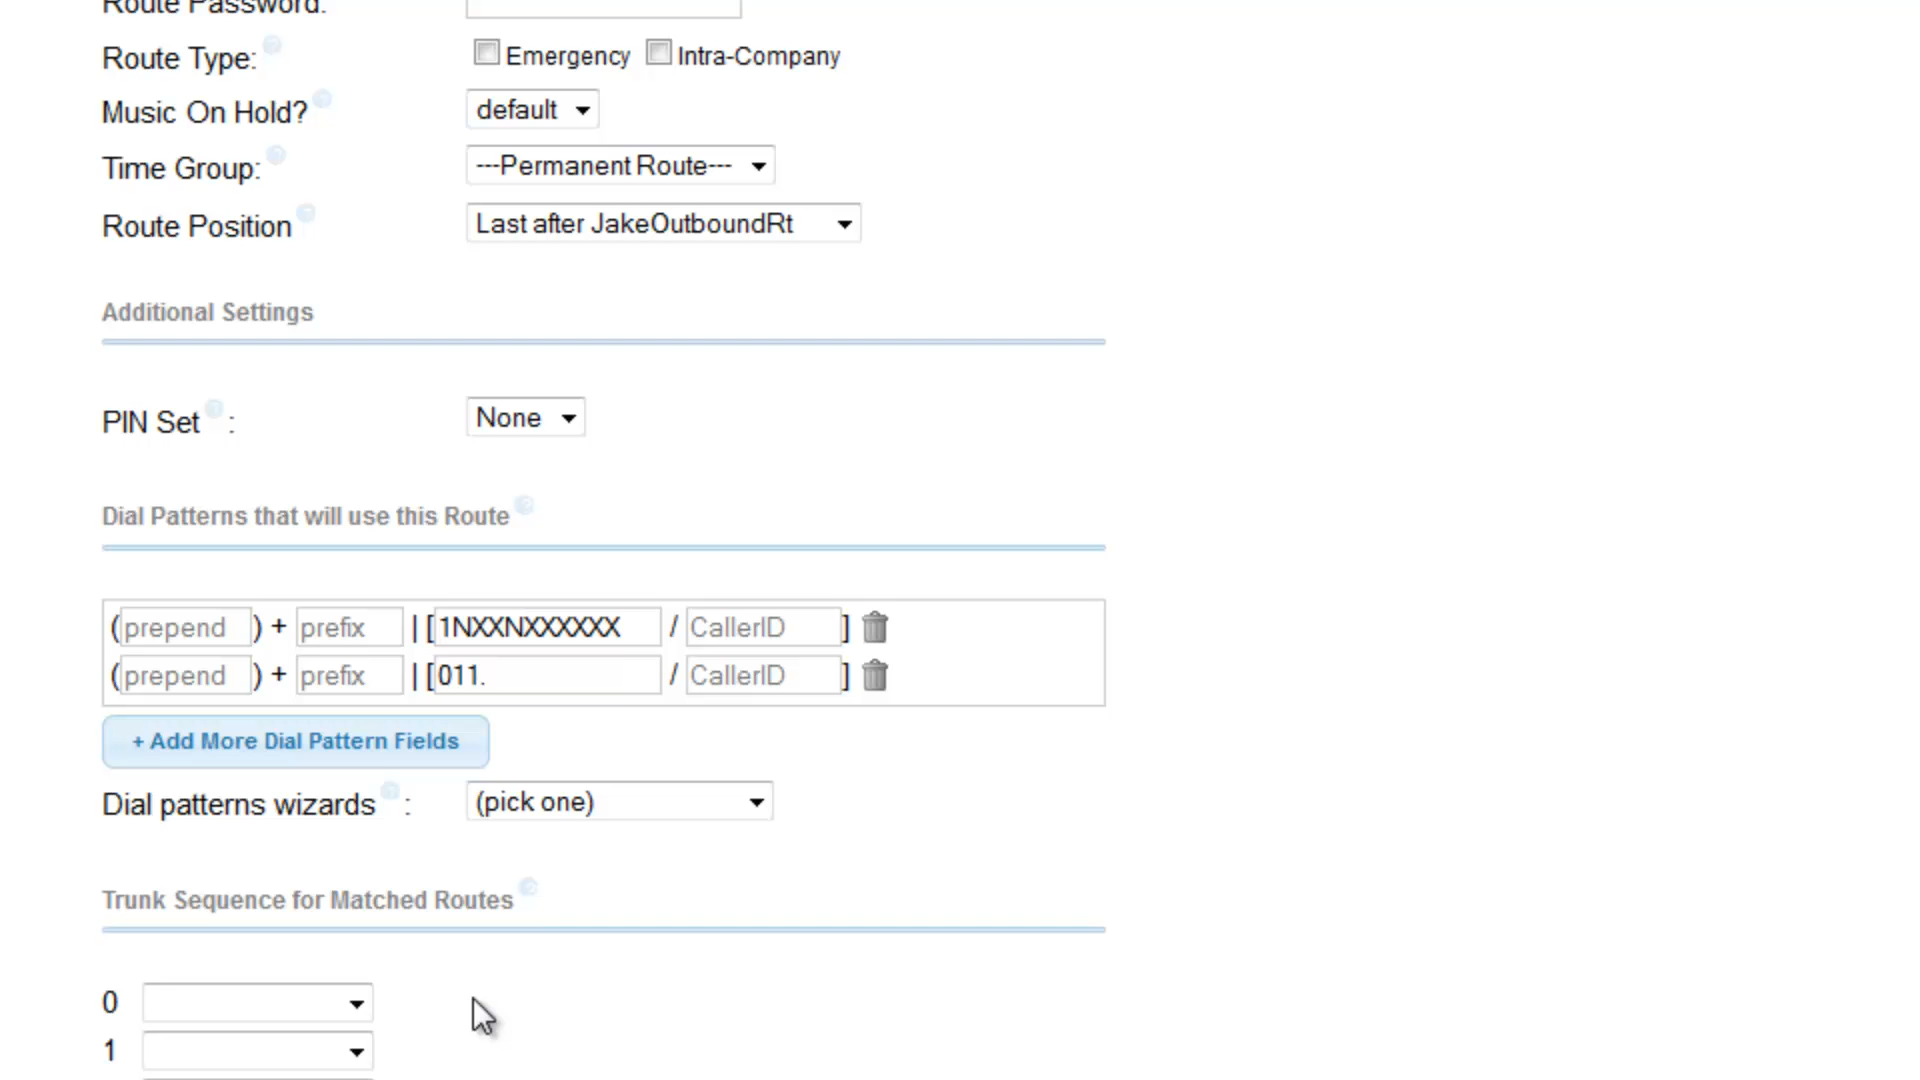 Route Password:
Route Type: Emergency Intra-Company
Music On Hold? default
Time Group: ---Permanent Route---
Route Position Last after JakeOutboundRt
Additional Settings
PIN Set : None
Dial Patterns that will use this Route
(prepend) + prefix | [1NXXNXXXXXX / CallerID ]
(prepend) + prefix | [011. / CallerID ]
+ Add More Dial Pattern Fields
Dial patterns wizards : (pick one)
Trunk Sequence for Matched Routes
0
1